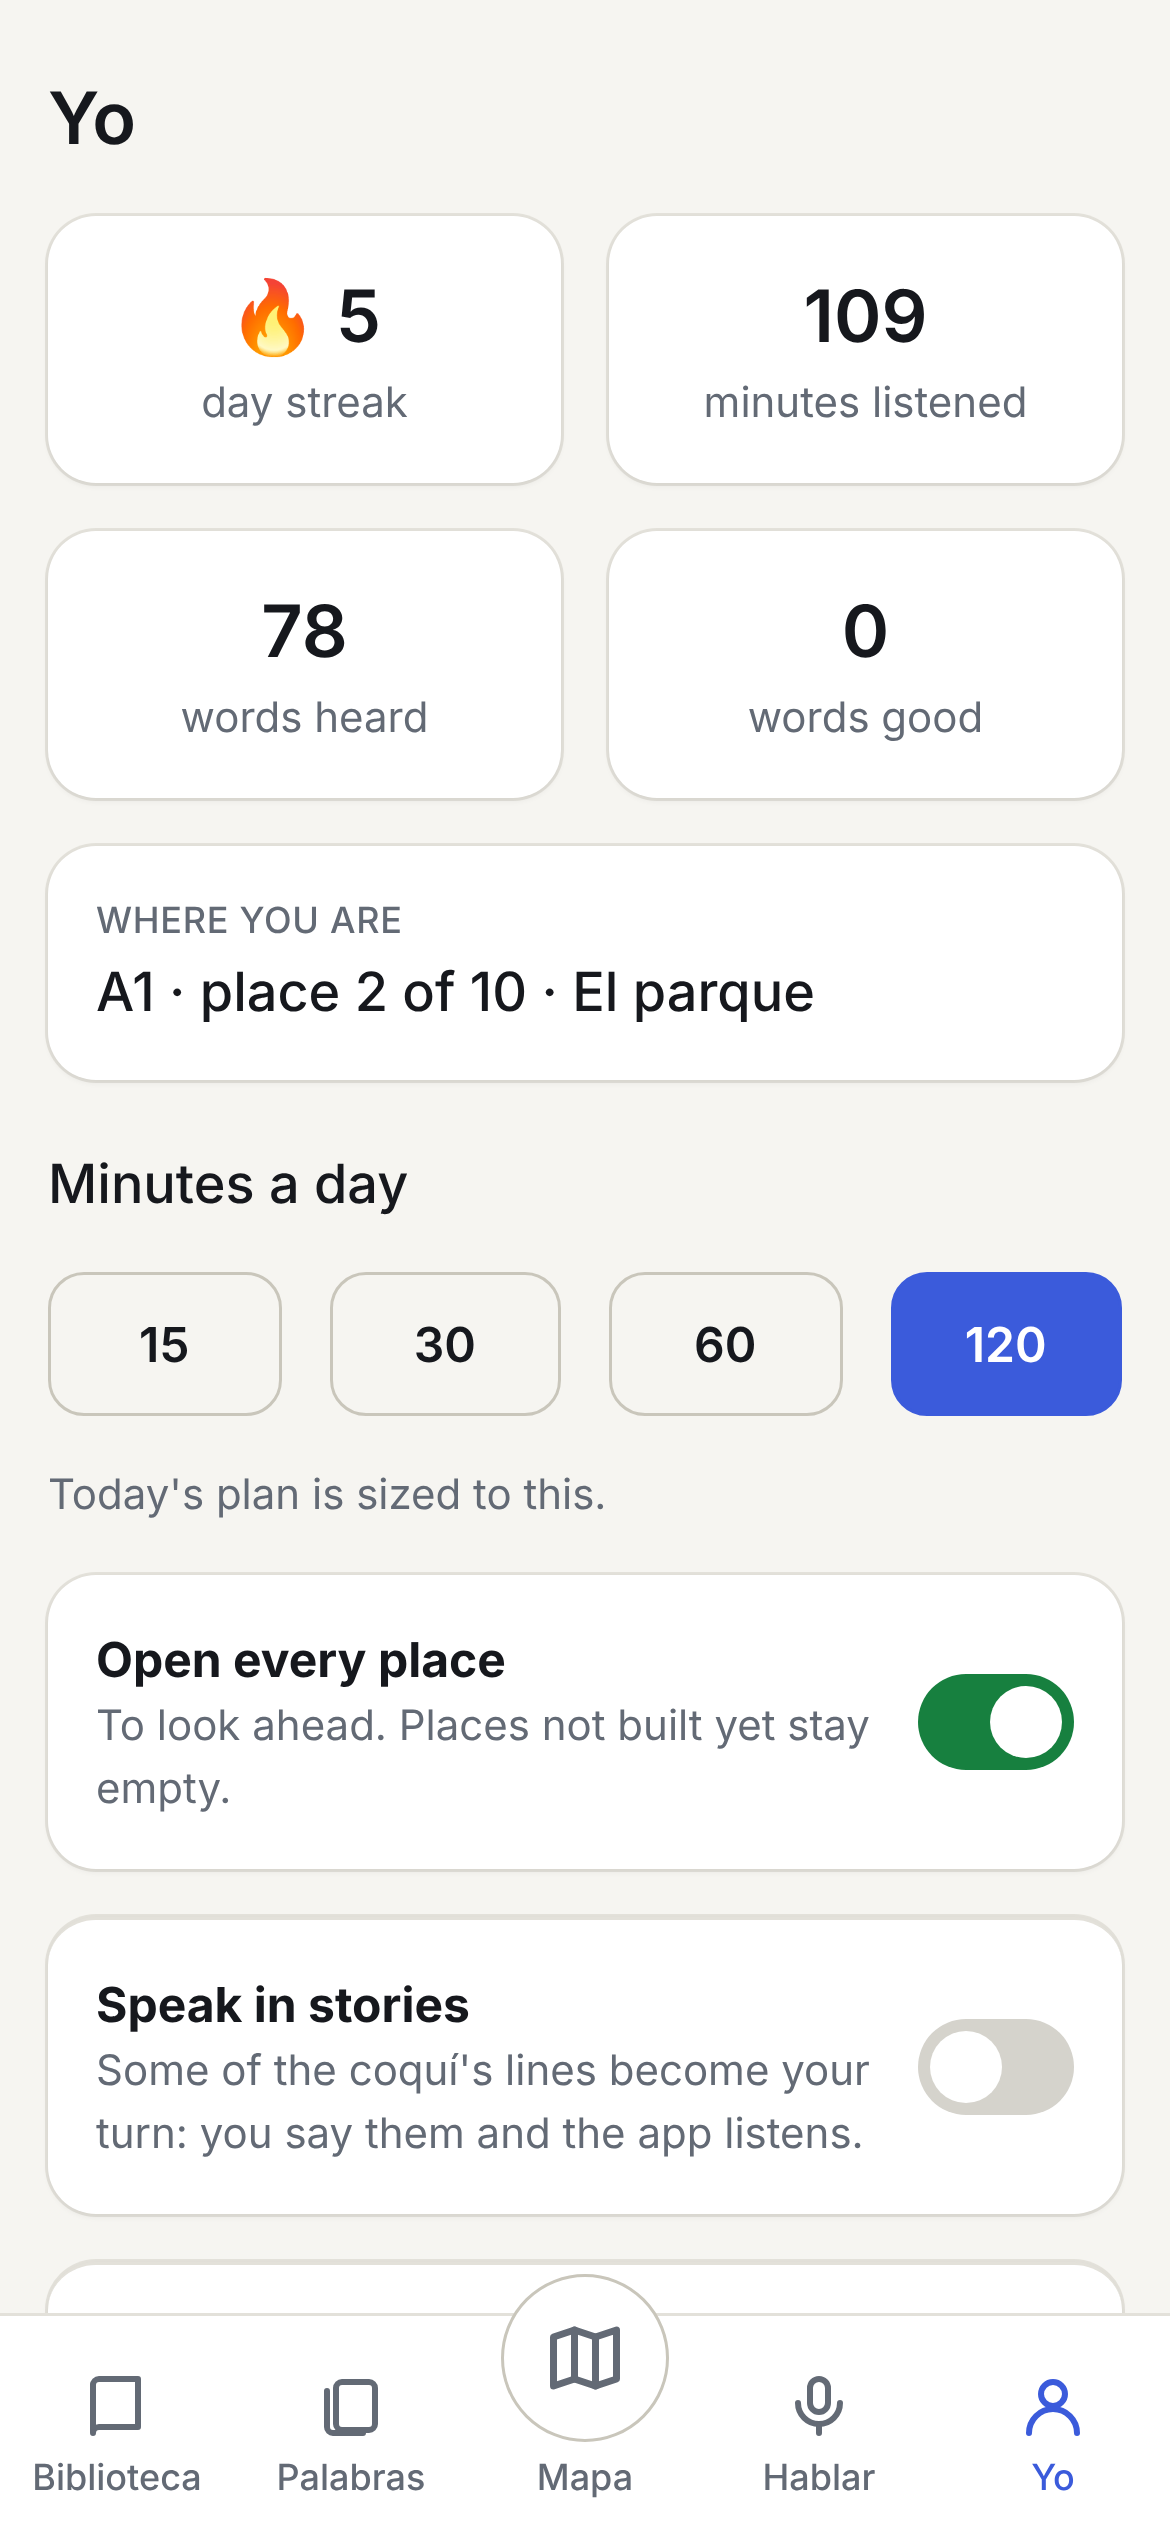 Yo
🔥 5
day streak
109
minutes listened
78
words heard
0
words good
WHERE YOU ARE
A1 · place 2 of 10 · El parque
Minutes a day
15
30
60
120
Today's plan is sized to this.
Open every place
To look ahead. Places not built yet stay
empty.
Speak in stories
Some of the coquí's lines become your
turn: you say them and the app listens.
Biblioteca
Palabras
Mapa
Hablar
Yo